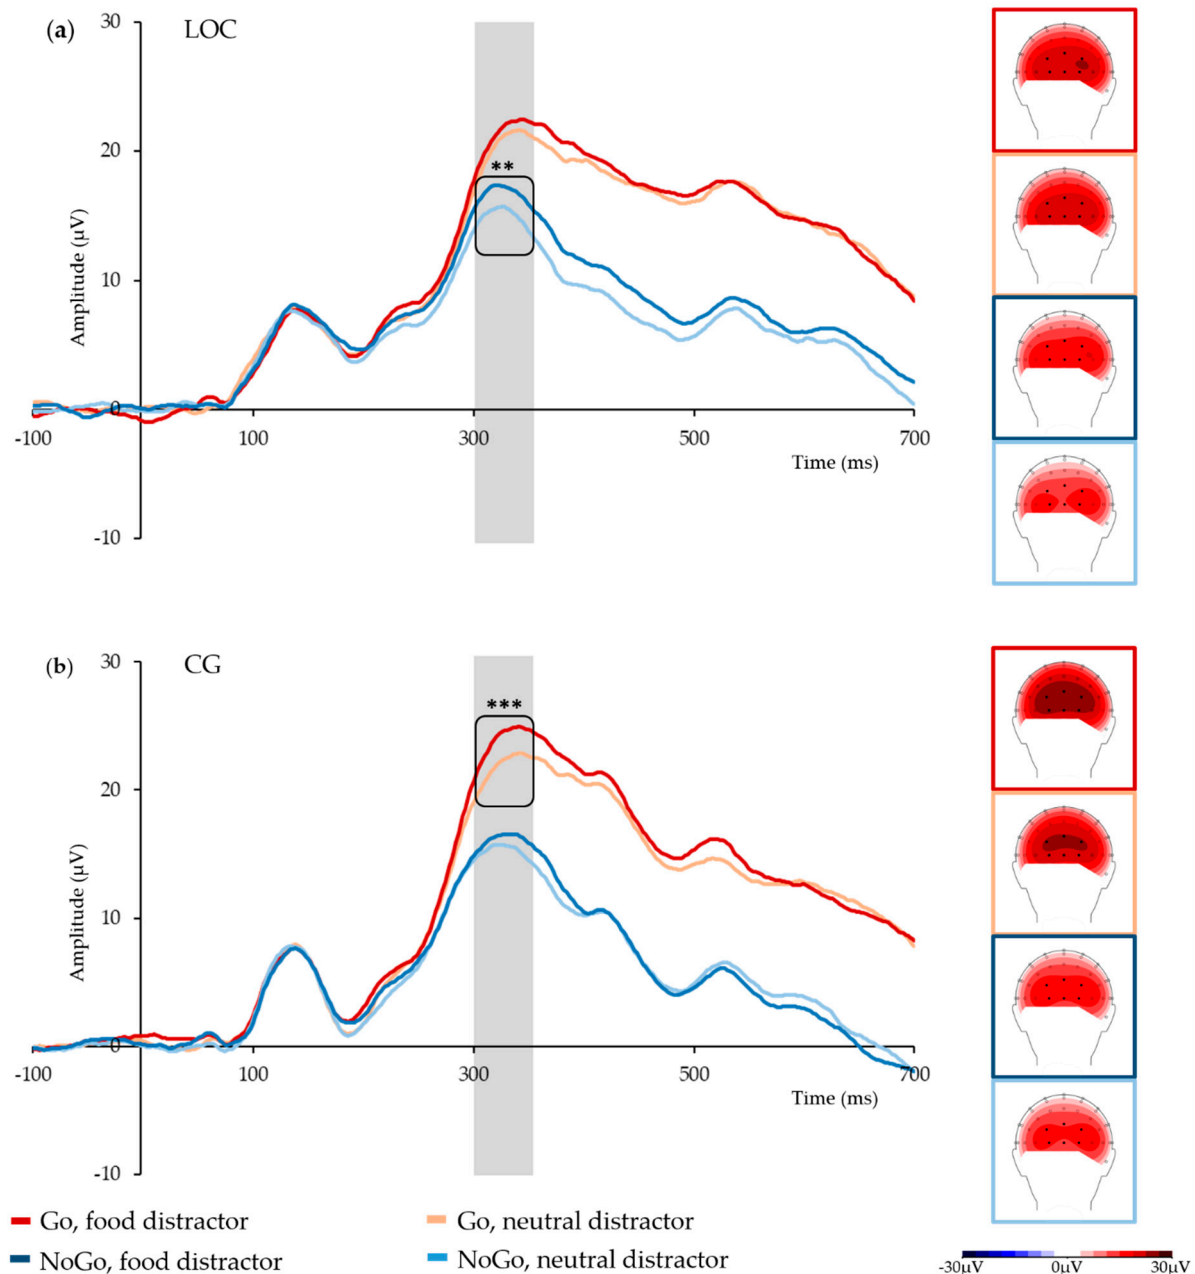 (a) LOC
30
20
**
10
0
-100 100 300 500 700
Time (ms)
-10
Amplitude (µV)
(b) CG
30
***
20
10
0
-100 100 300 500 700
Time (ms)
-10
Amplitude (µV)
Go, food distractor
Go, neutral distractor
NoGo, food distractor
NoGo, neutral distractor
-30µV 0µV 30µV